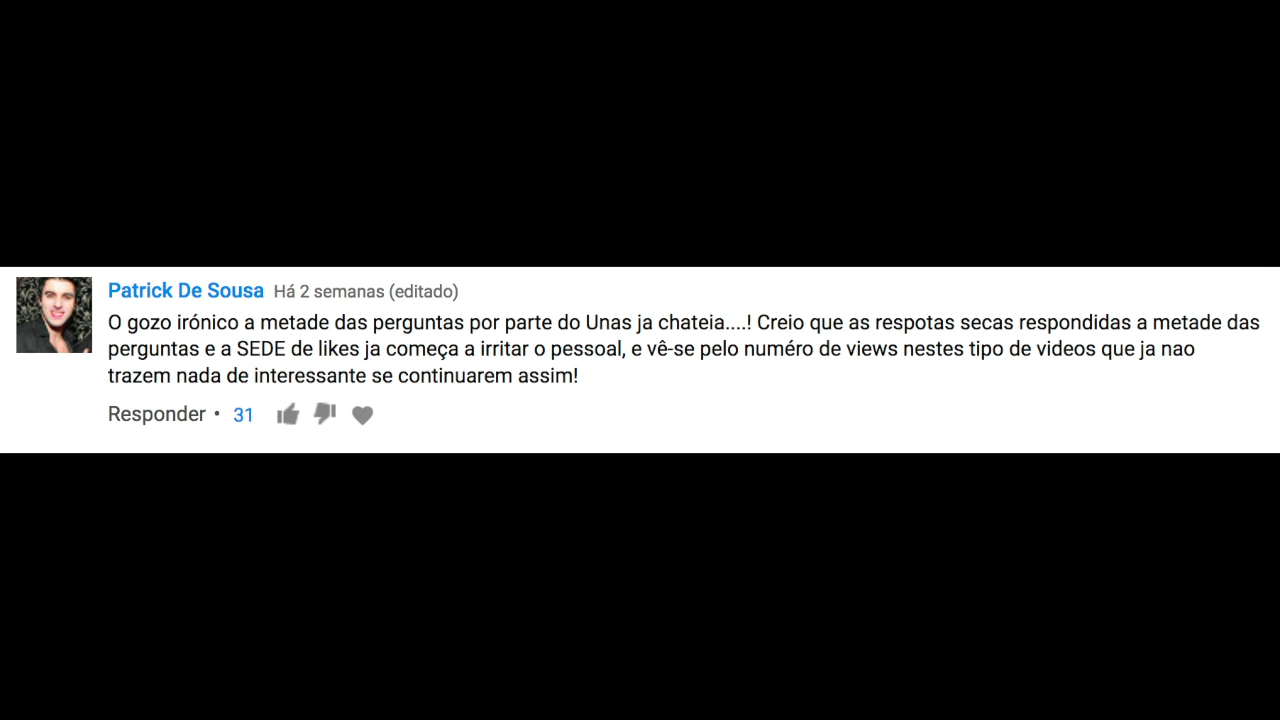 Patrick De Sousa Há 2 semanas (editado)
O gozo irónico a metade das perguntas por parte do Unas ja chateia....! Creio que as respotas secas respondidas a metade das
perguntas e a SEDE de likes ja começa a irritar o pessoal, e vê-se pelo numéro de views nestes tipo de videos que ja nao
trazem nada de interessante se continuarem assim!
Responder • 31